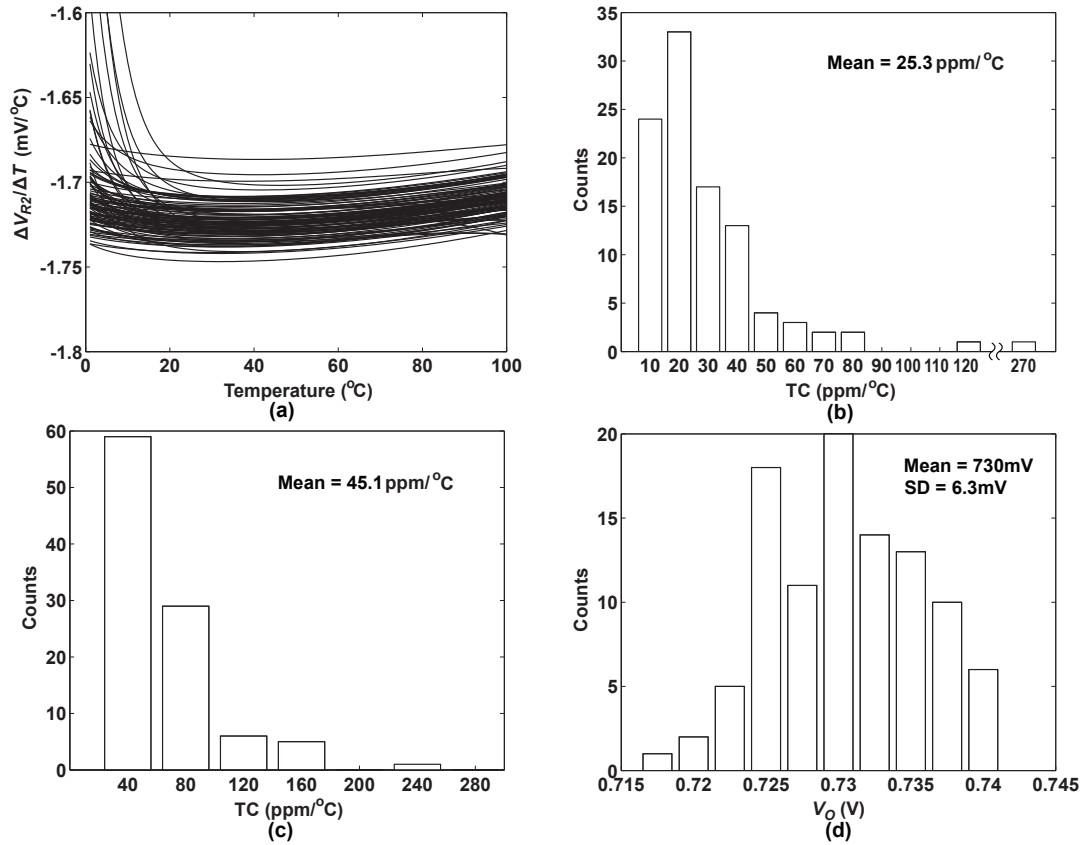 -1.6
-1.65
-1.7
-1.75
-1.8
ΔV_R2/ΔT (mV/°C)
0 20 40 60 80 100
Temperature (°C)
(a)
35
30
25
20
15
10
5
0
Counts
Mean = 25.3 ppm/°C
10 20 30 40 50 60 70 80 90 100 110 120 270
TC (ppm/°C)
(b)
60
50
40
30
20
10
0
Counts
Mean = 45.1 ppm/°C
40 80 120 160 200 240 280
TC (ppm/°C)
(c)
20
15
10
5
0
Counts
Mean = 730mV
SD = 6.3mV
0.715 0.72 0.725 0.73 0.735 0.74 0.745
V_O (V)
(d)